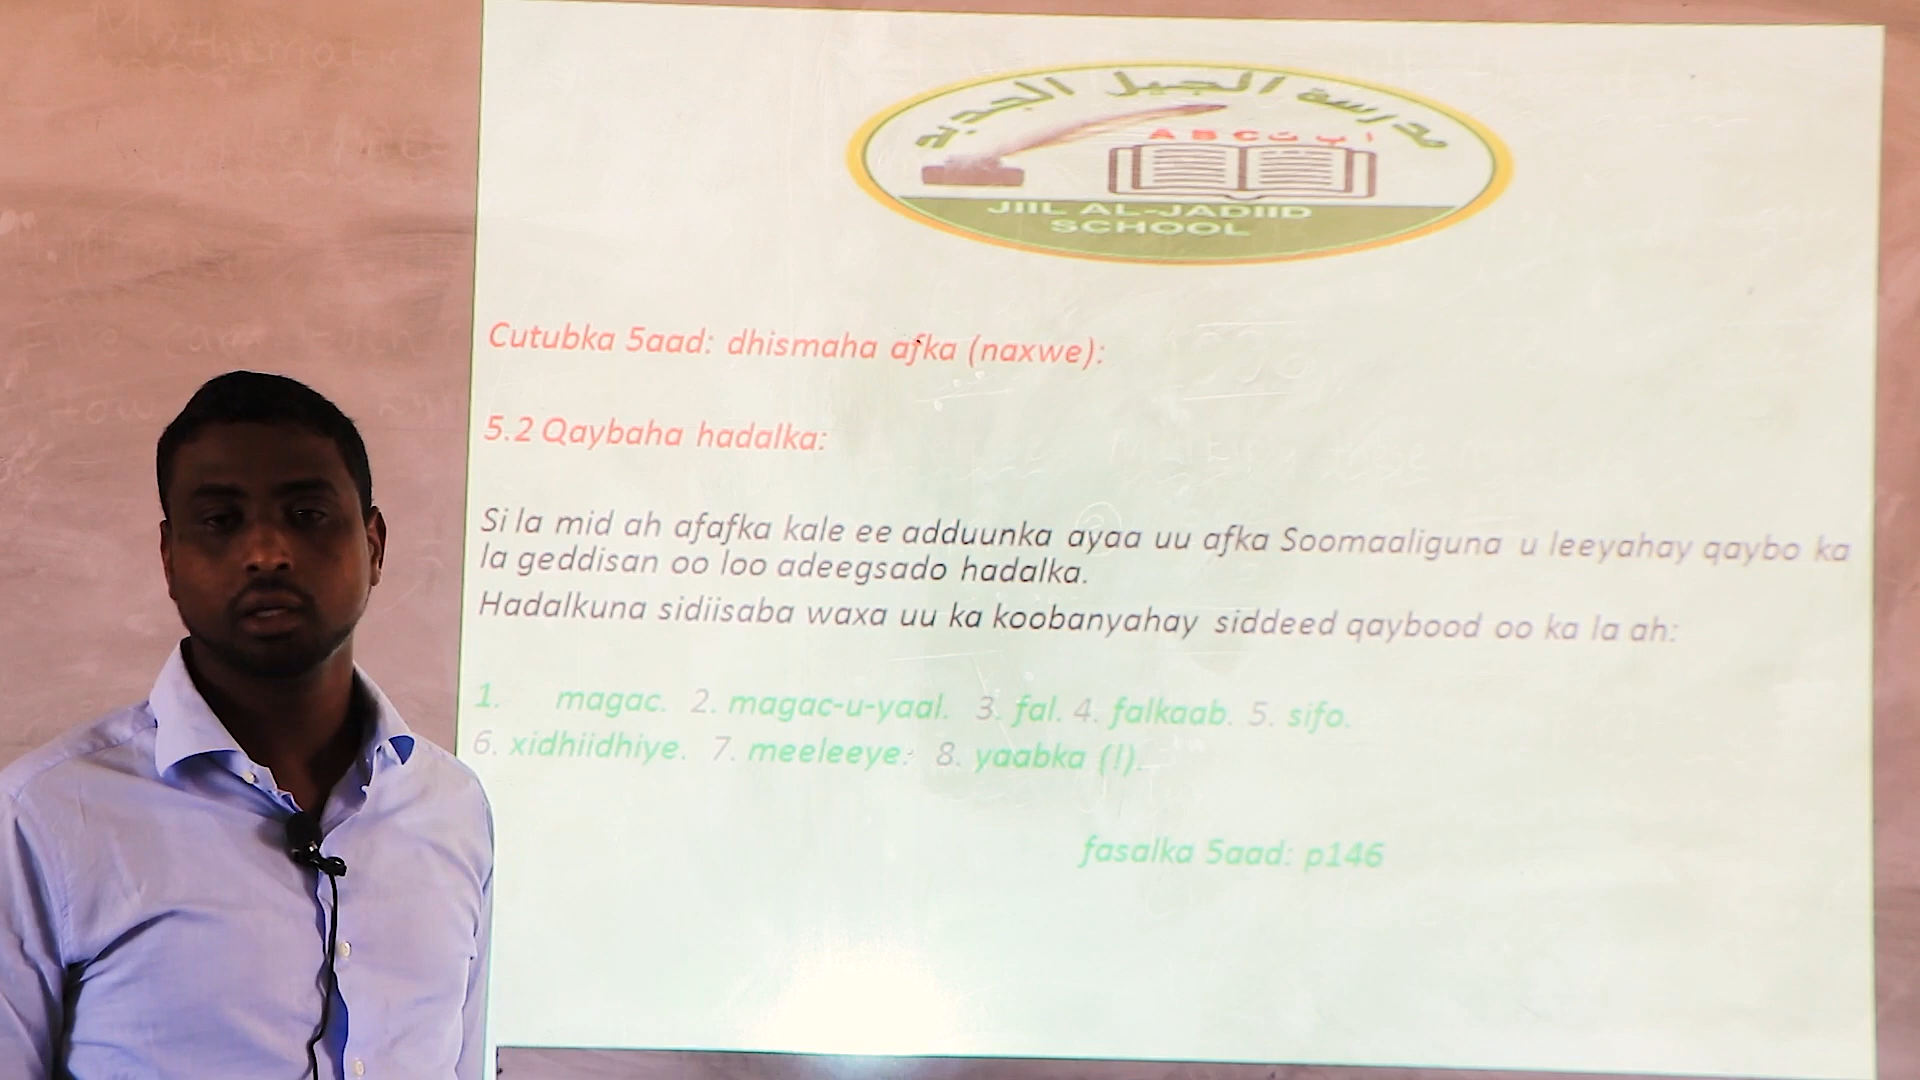 مدرسة الجيل الجديد
A B C ت ب ا
JIIL AL-JADIID
SCHOOL
Cutubka 5aad: dhismaha afka (naxwe):
5.2 Qaybaha hadalka:
Si la mid ah afafka kale ee adduunka ayaa uu afka Soomaaliguna u leeyahay qaybo ka
la geddisan oo loo adeegsado hadalka.
Hadalkuna sidiisaba waxa uu ka koobanyahay siddeed qaybood oo ka la ah:
1. magac. 2. magac-u-yaal. 3. fal. 4. falkaab. 5. sifo.
6. xidhiidhiye. 7. meeleeye. 8. yaabka (!).
fasalka 5aad: p146